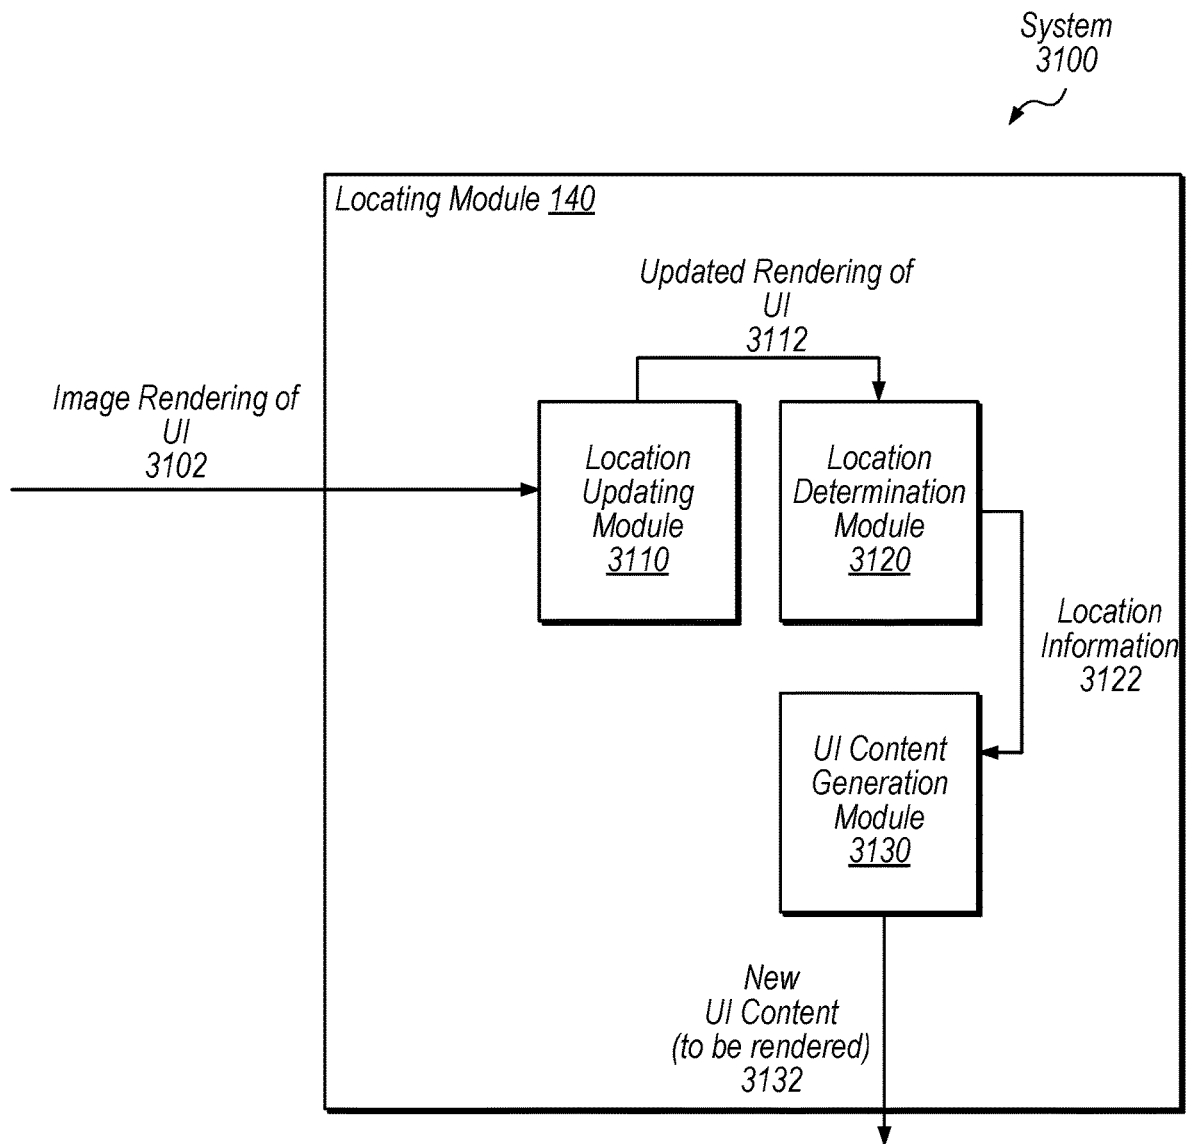 System
3100
Locating Module 140
Updated Rendering of
UI
3112
Image Rendering of
UI
3102
Location
Updating
Module
3110
Location
Determination
Module
3120
Location
Information
3122
UI Content
Generation
Module
3130
New
UI Content
(to be rendered)
3132